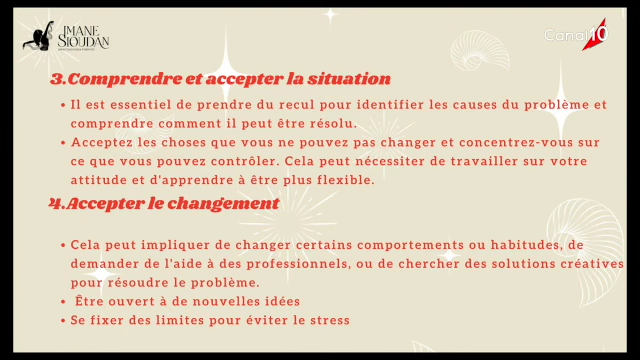 IMANE
SIOUDAN
Canal10
3.Comprendre et accepter la situation
• Il est essentiel de prendre du recul pour identifier les causes du problème et
comprendre comment il peut être résolu.
• Acceptez les choses que vous ne pouvez pas changer et concentrez-vous sur
ce que vous pouvez contrôler. Cela peut nécessiter de travailler sur votre
attitude et d'apprendre à être plus flexible.
4.Accepter le changement
• Cela peut impliquer de changer certains comportements ou habitudes, de
demander de l'aide à des professionnels, ou de chercher des solutions créatives
pour résoudre le problème.
• Être ouvert à de nouvelles idées
• Se fixer des limites pour éviter le stress